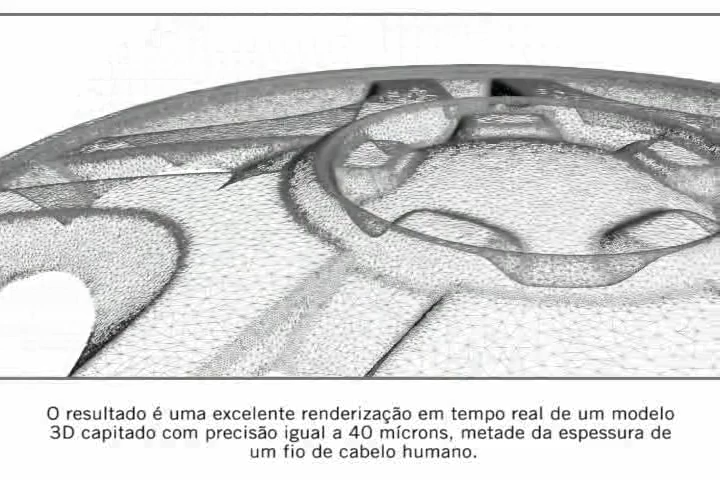 O resultado é uma excelente renderização em tempo real de um modelo
3D capitado com precisão igual a 40 mícrons, metade da espessura de
um fio de cabelo humano.